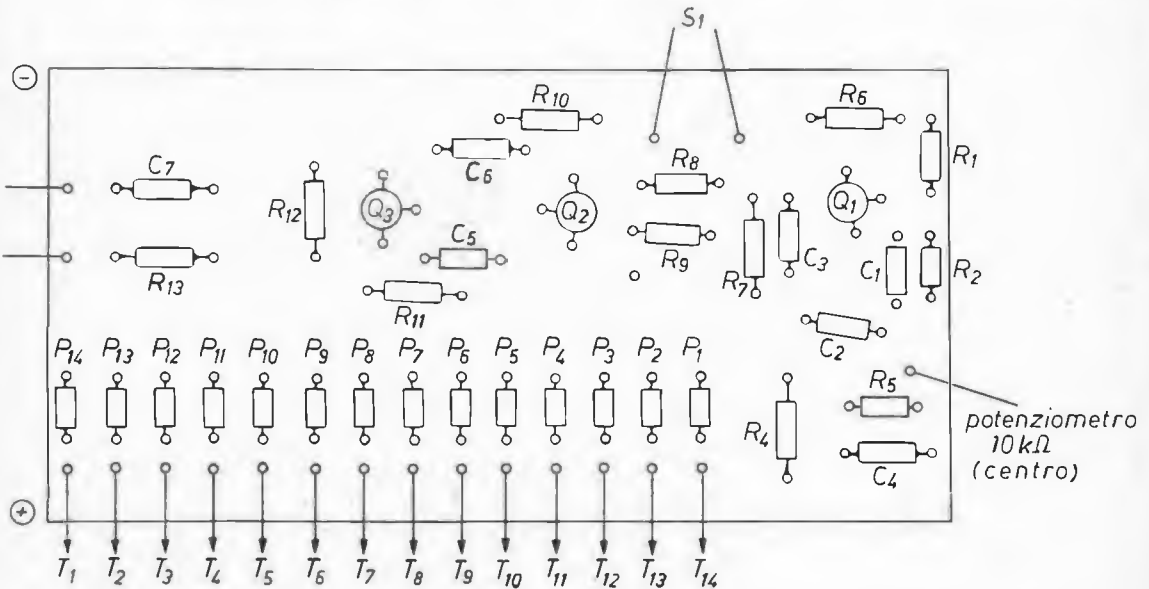 S1
−
R10
R6
C6
R1
C7
R8
R12
Q3
Q2
Q1
C5
R9
R7
C3
C1
R2
R13
R11
C2
P14 P13 P12 P11 P10 P9 P8 P7 P6 P5 P4 P3 P2 P1
R5
R4
potenziometro
10kΩ
(centro)
C4
+
T1 T2 T3 T4 T5 T6 T7 T8 T9 T10 T11 T12 T13 T14